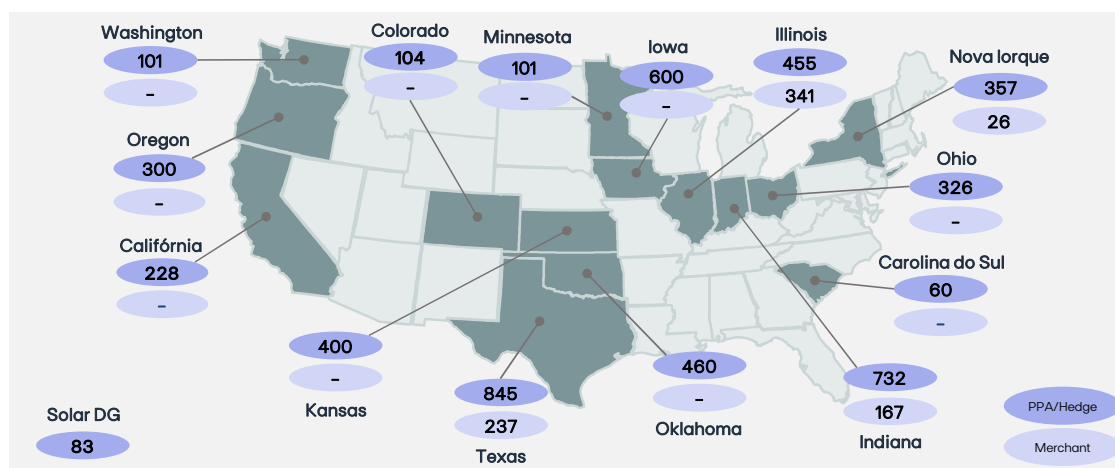 Washington
101
-
Colorado
104
-
Minnesota
101
-
Iowa
600
-
Illinois
455
341
Nova Iorque
357
26
Oregon
300
-
Ohio
326
-
Califórnia
228
-
Carolina do Sul
60
-
400
-
Kansas
845
237
Texas
460
-
Oklahoma
732
167
Indiana
Solar DG
83
PPA/Hedge
Merchant